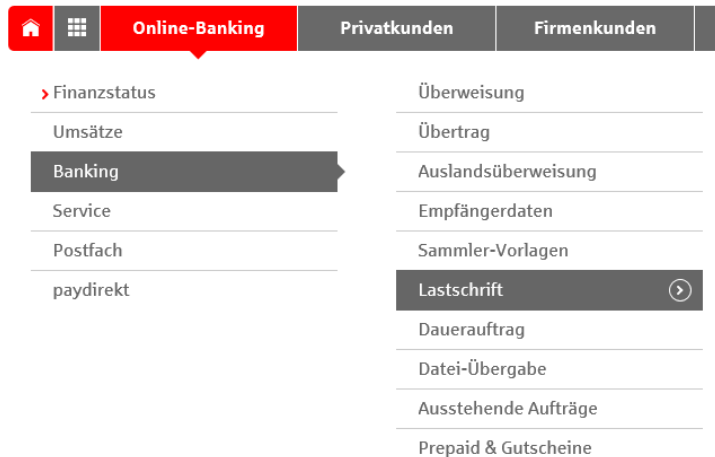 Online-Banking
Privatkunden
Firmenkunden
Finanzstatus
Umsätze
Banking
Service
Postfach
paydirekt
Überweisung
Übertrag
Auslandsüberweisung
Empfängerdaten
Sammler-Vorlagen
Lastschrift
Dauerauftrag
Datei-Übergabe
Ausstehende Aufträge
Prepaid & Gutscheine